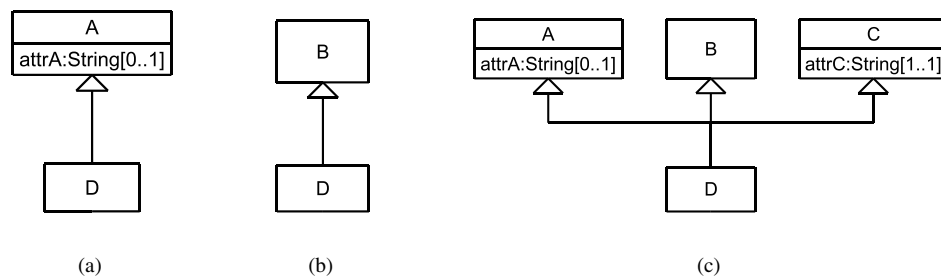 A
attrA:String[0..1]
D
(a)
B
D
(b)
A
attrA:String[0..1]
B
C
attrC:String[1..1]
D
(c)